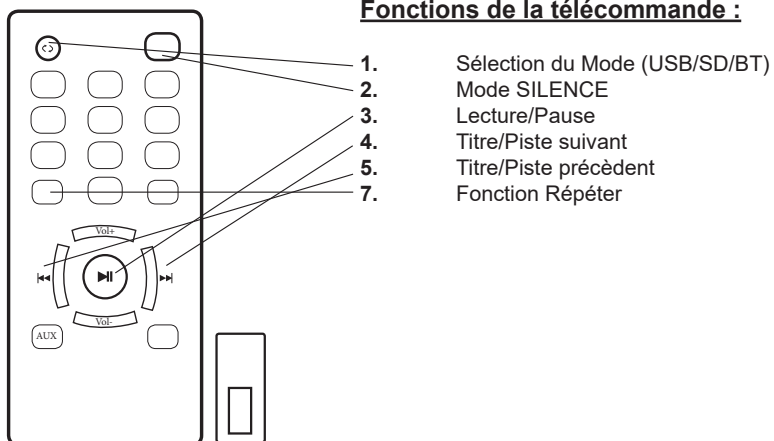 Fonctions de la télécommande :
1. Sélection du Mode (USB/SD/BT)
2. Mode SILENCE
3. Lecture/Pause
4. Titre/Piste suivant
5. Titre/Piste précèdent
7. Fonction Répéter
Vol+
Vol-
AUX